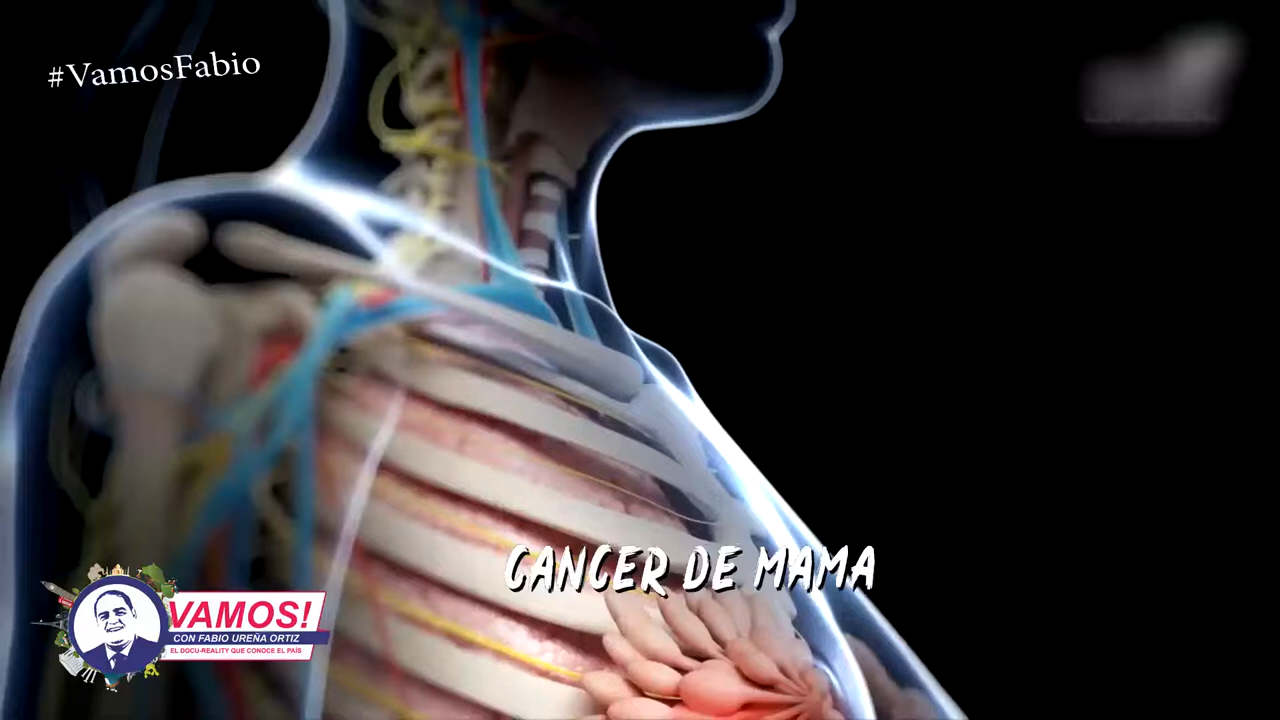 #VamosFabio
CANCER DE MAMA
VAMOS!
CON FABIO UREÑA ORTIZ
EL DOCU-REALITY QUE CONOCE EL PAÍS